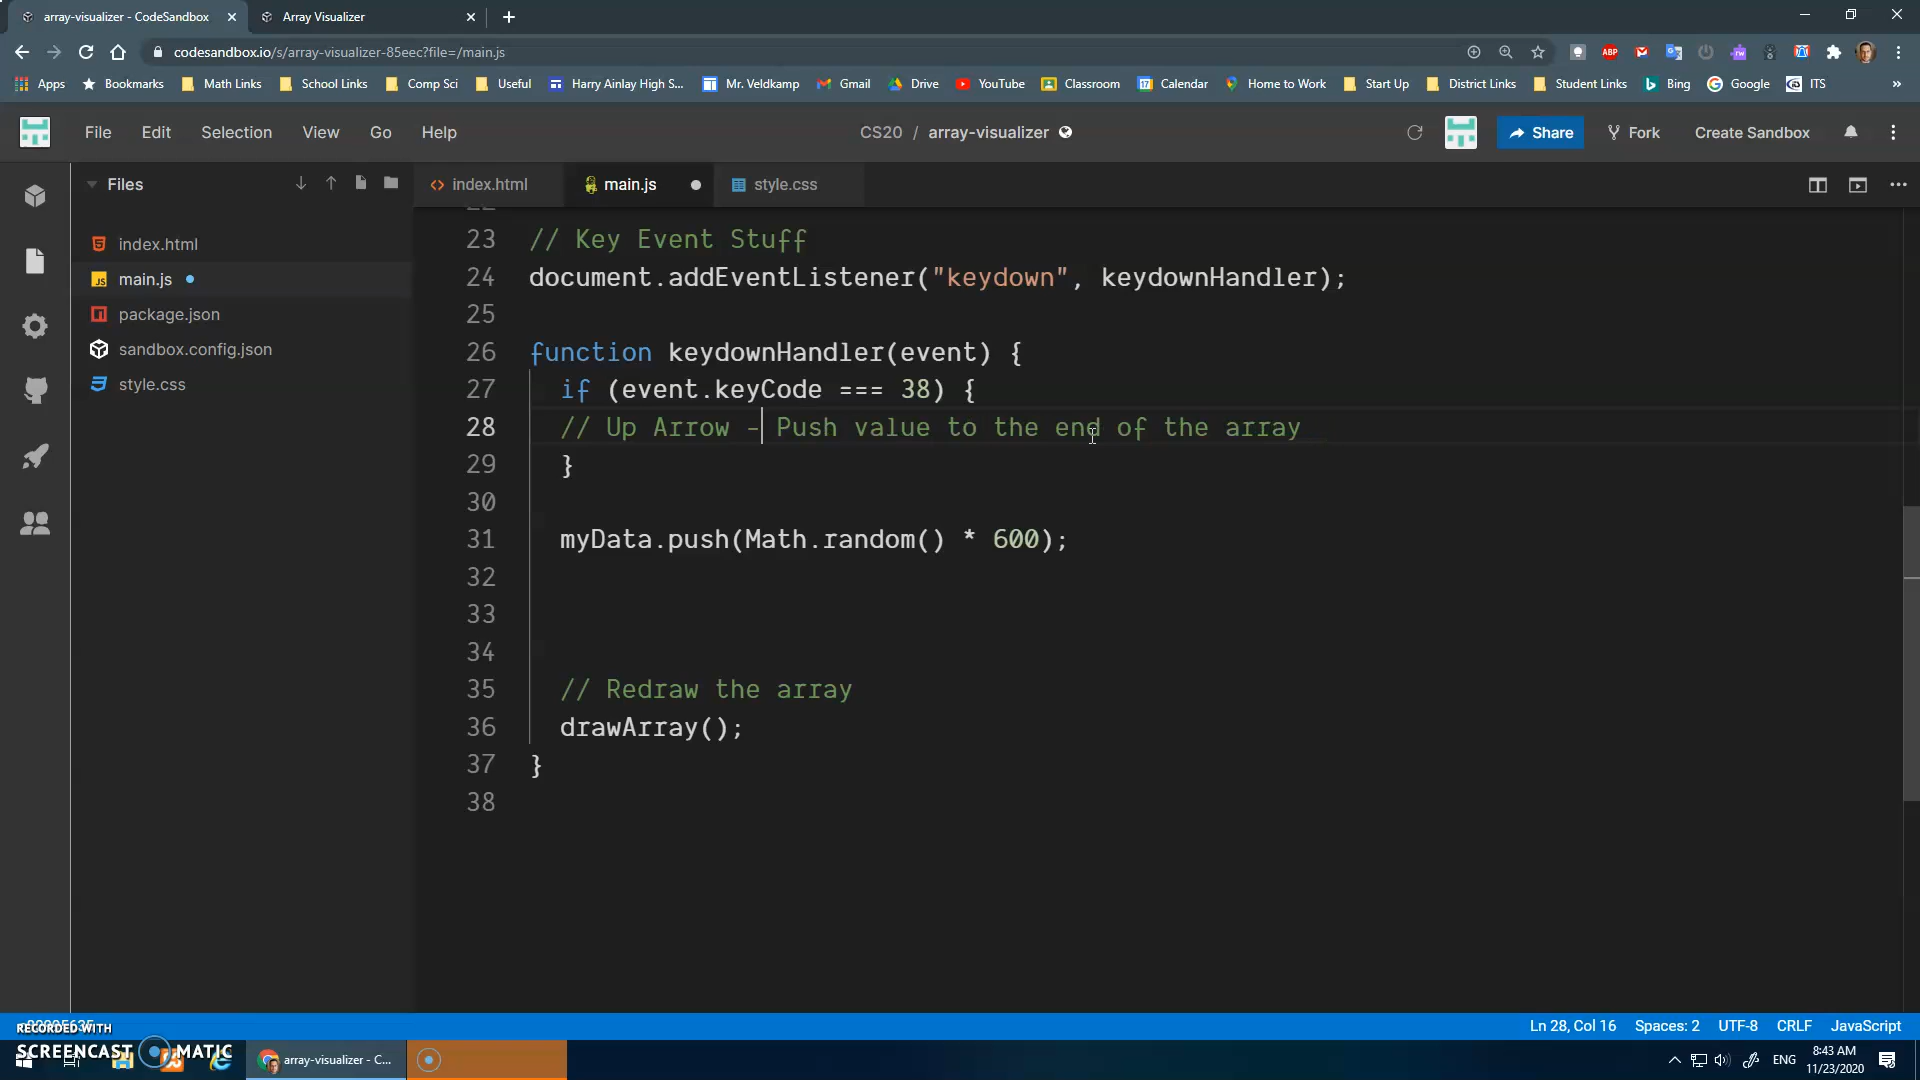 array-visualizer - CodeSandbox
Array Visualizer
codesandbox.io/s/array-visualizer-85eec?file=/main.js
ABP
Apps
Bookmarks
Math Links
School Links
Comp Sci
Useful
Harry Ainlay High S...
Mr. Veldkamp
Gmail
Drive
YouTube
Classroom
Calendar
Home to Work
Start Up
District Links
Student Links
Bing
Google
ITS
»
File
Edit
Selection
View
Go
Help
CS20 / array-visualizer
Share
Fork
Create Sandbox
Files
index.html
main.js
package.json
sandbox.config.json
style.css
index.html
main.js
style.css
23 // Key Event Stuff
24 document.addEventListener("keydown", keydownHandler);
25
26 function keydownHandler(event) {
27 if (event.keyCode === 38) {
28 // Up Arrow - Push value to the end of the array
29 }
30
31 myData.push(Math.random() * 600);
32
33
34
35 // Redraw the array
36 drawArray();
37 }
38
Ln 28, Col 16
Spaces: 2
UTF-8
CRLF
JavaScript
RECORDED WITH
SCREENCAST MATIC
array-visualizer - C...
ENG
8:43 AM
11/23/2020